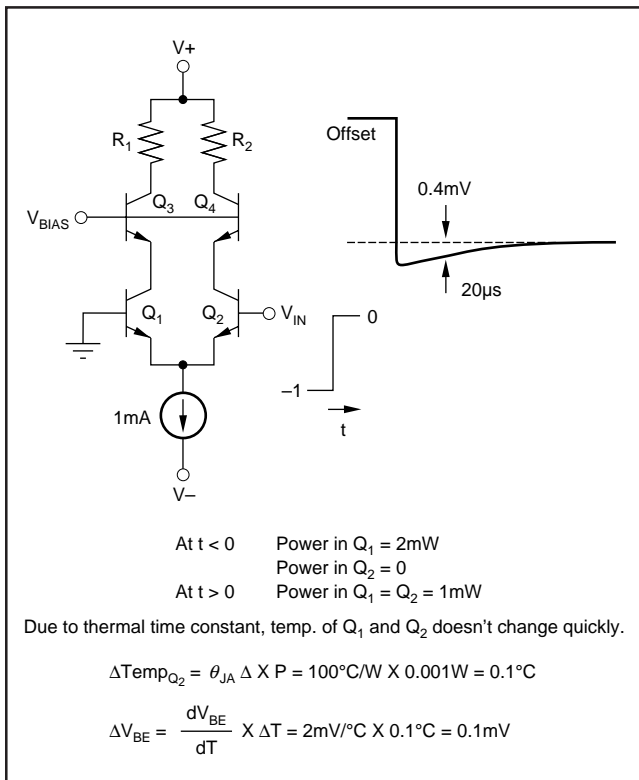 V+
R1 R2
Offset
Q3 Q4
VBIAS
0.4mV
20µs
Q1 Q2 VIN
0
–1
t
1mA
V–
At t < 0 Power in Q1 = 2mW
Power in Q2 = 0
At t > 0 Power in Q1 = Q2 = 1mW
Due to thermal time constant, temp. of Q1 and Q2 doesn't change quickly.
ΔTempQ2 = θJA Δ X P = 100°C/W X 0.001W = 0.1°C
ΔVBE = dVBE/dT X ΔT = 2mV/°C X 0.1°C = 0.1mV